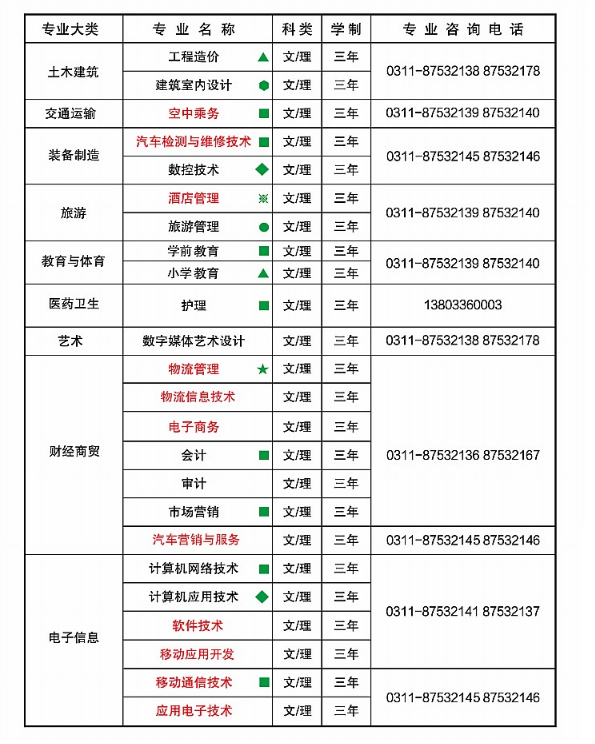 专业大类 专业名称 科类 学制 专业咨询电话
土木建筑 工程造价 ▲ 文/理 三年 0311-87532138 87532178
建筑室内设计 ⬢ 文/理 三年
交通运输 空中乘务 ■ 文/理 三年 0311-87532139 87532140
装备制造 汽车检测与维修技术 ■ 文/理 三年 0311-87532145 87532146
数控技术 ◆ 文/理 三年
旅游 酒店管理 ※ 文/理 三年 0311-87532139 87532140
旅游管理 ● 文/理 三年
教育与体育 学前教育 ■ 文/理 三年 0311-87532139 87532140
小学教育 ▲ 文/理 三年
医药卫生 护理 ■ 文/理 三年 13803360003
艺术 数字媒体艺术设计 文/理 三年 0311-87532138 87532178
财经商贸 物流管理 ★ 文/理 三年 0311-87532136 87532167
物流信息技术 文/理 三年
电子商务 文/理 三年
会计 ■ 文/理 三年
审计 文/理 三年
市场营销 ■ 文/理 三年
汽车营销与服务 文/理 三年 0311-87532145 87532146
电子信息 计算机网络技术 ■ 文/理 三年 0311-87532141 87532137
计算机应用技术 ◆ 文/理 三年
软件技术 文/理 三年
移动应用开发 文/理 三年
移动通信技术 ■ 文/理 三年 0311-87532145 87532146
应用电子技术 文/理 三年